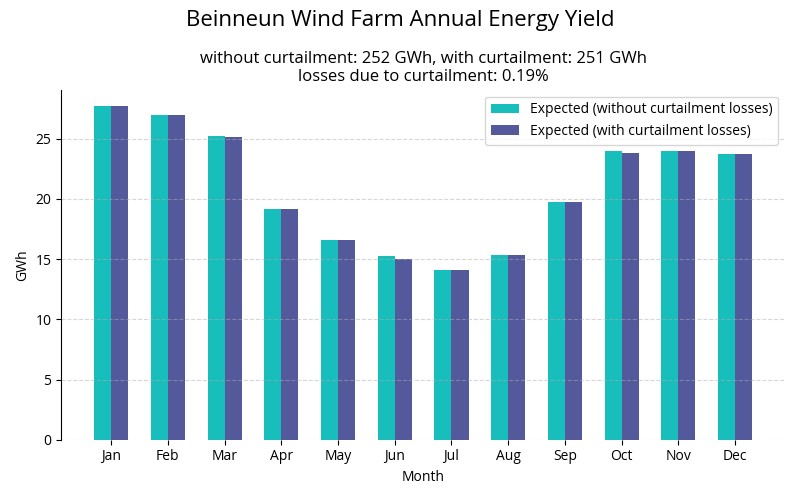 Beinneun Wind Farm Annual Energy Yield
without curtailment: 252 GWh, with curtailment: 251 GWh
losses due to curtailment: 0.19%
Expected (without curtailment losses)
Expected (with curtailment losses)
GWh
25
20
15
10
5
0
Jan Feb Mar Apr May Jun Jul Aug Sep Oct Nov Dec
Month